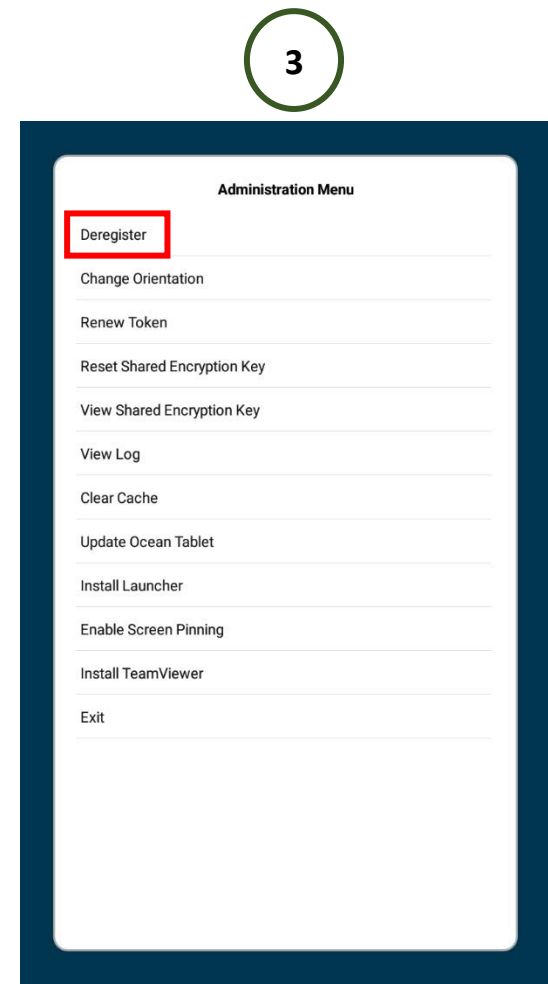 3
Administration Menu
Deregister
Change Orientation
Renew Token
Reset Shared Encryption Key
View Shared Encryption Key
View Log
Clear Cache
Update Ocean Tablet
Install Launcher
Enable Screen Pinning
Install TeamViewer
Exit